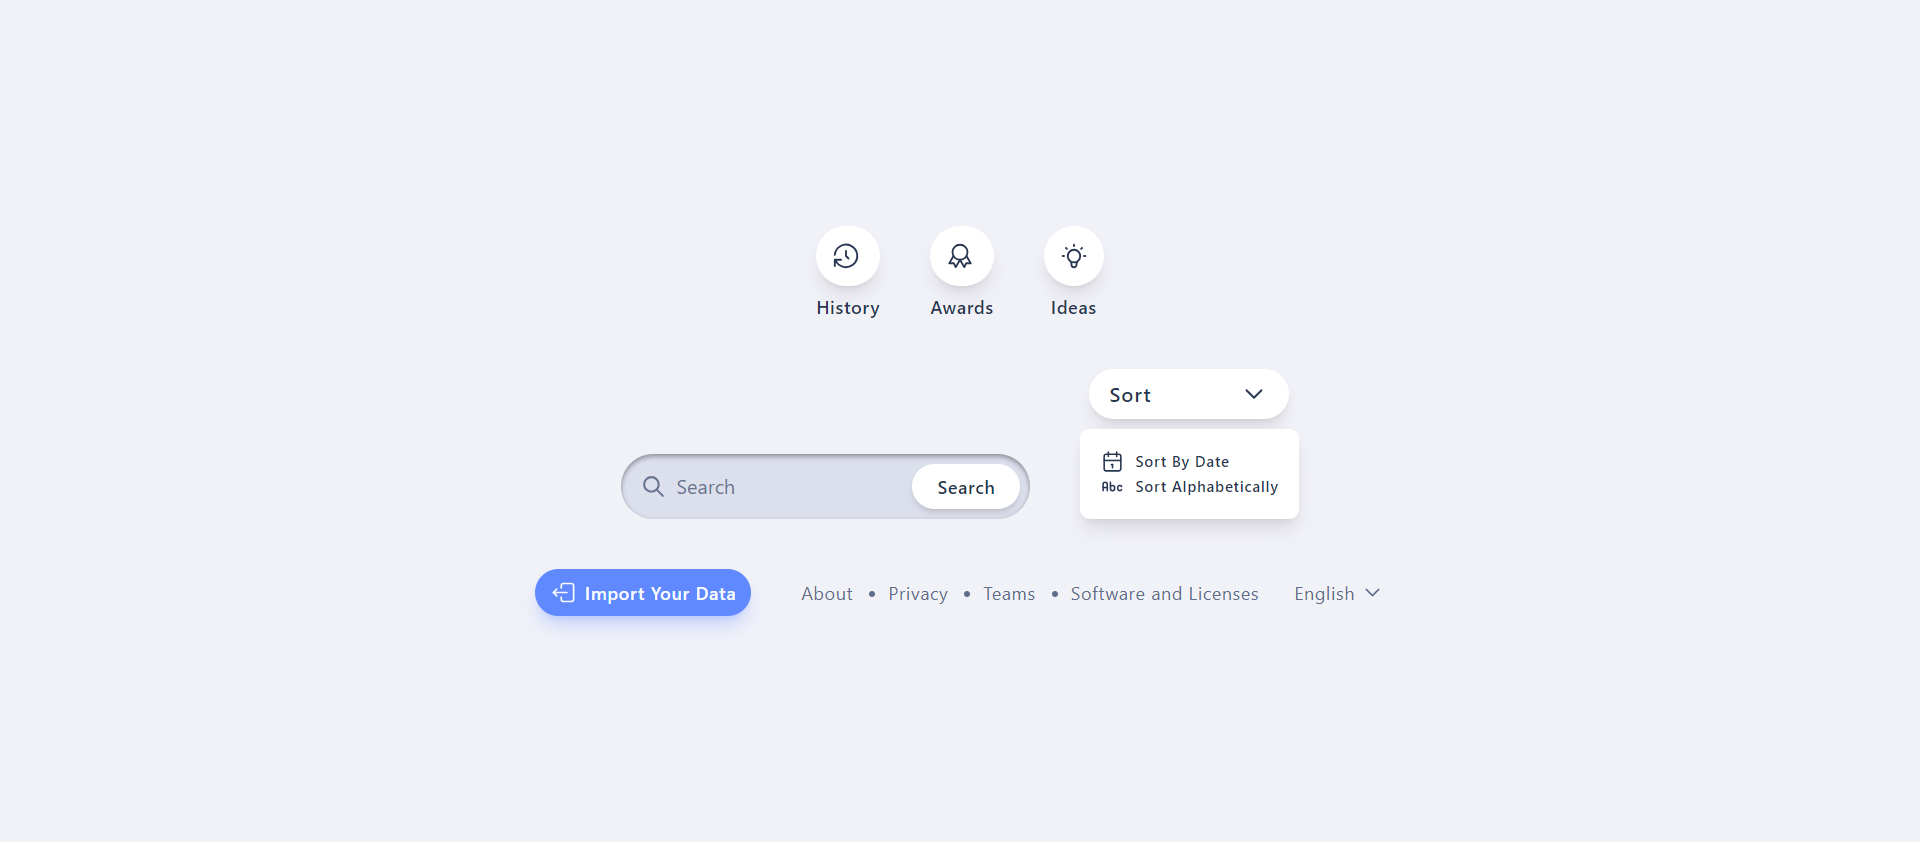 History Awards Ideas
Sort
Sort By Date
Abc Sort Alphabetically
Search Search
Import Your Data About • Privacy • Teams • Software and Licenses English